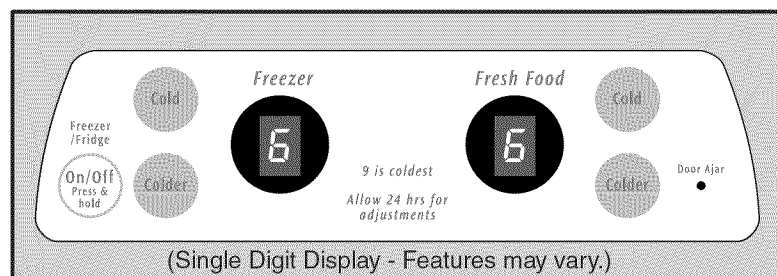 Freezer
Fresh Food
Cold
Cold
Freezer
/Fridge
6
6
On/Off
Press &
hold
Colder
9 is coldest
Allow 24 hrs for
adjustments
Colder
Door Ajar
(Single Digit Display - Features may vary.)